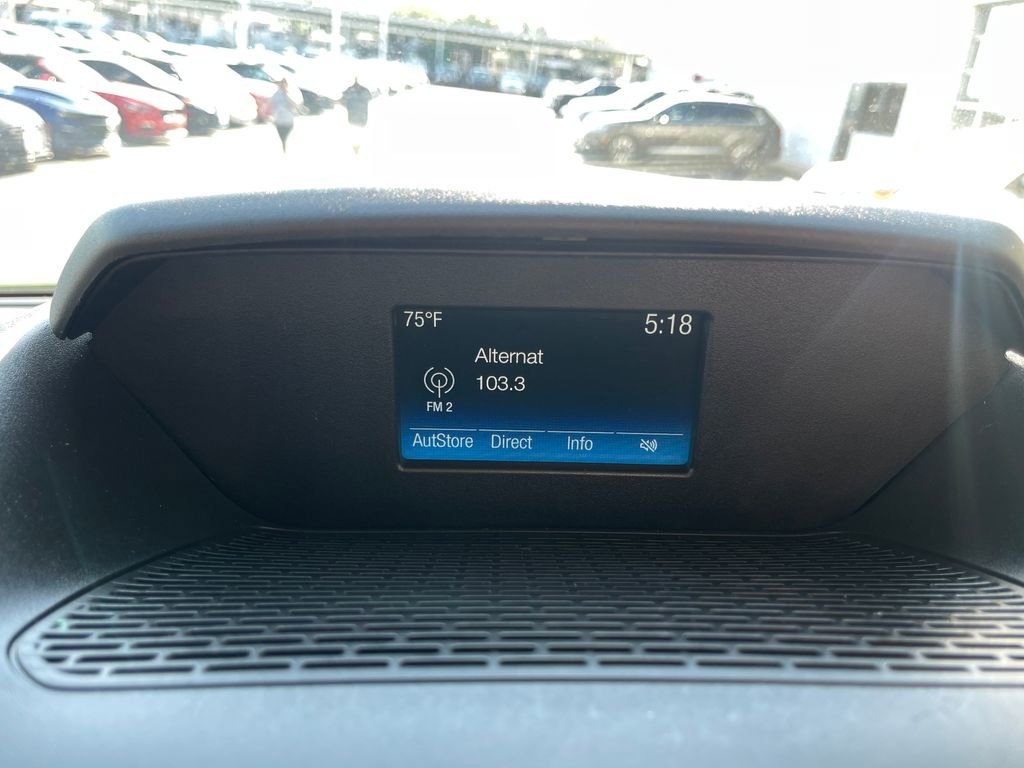 75°F
5:18
Alternat
103.3
FM 2
AutStore Direct Info